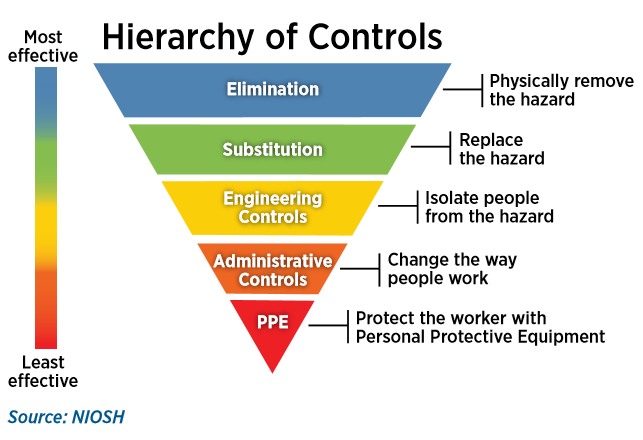 Hierarchy of Controls
Most
effective
Elimination
Physically remove
the hazard
Substitution
Replace
the hazard
Engineering
Controls
Isolate people
from the hazard
Administrative
Controls
Change the way
people work
PPE
Protect the worker with
Personal Protective Equipment
Least
effective
Source: NIOSH